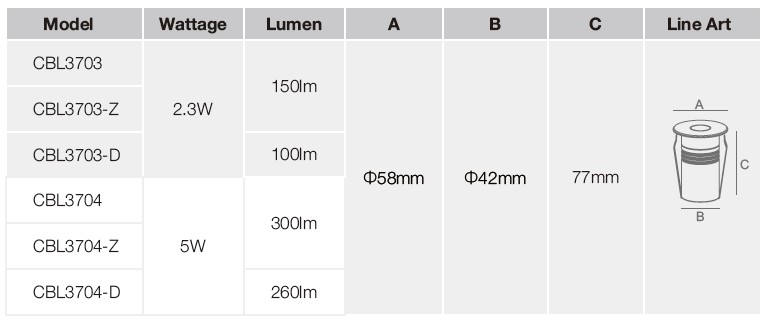 Model Wattage Lumen A B C Line Art
CBL3703
CBL3703-Z
CBL3703-D
CBL3704
CBL3704-Z
CBL3704-D
2.3W
5W
150lm
100lm
300lm
260lm
Φ58mm
Φ42mm
77mm
A
C
B